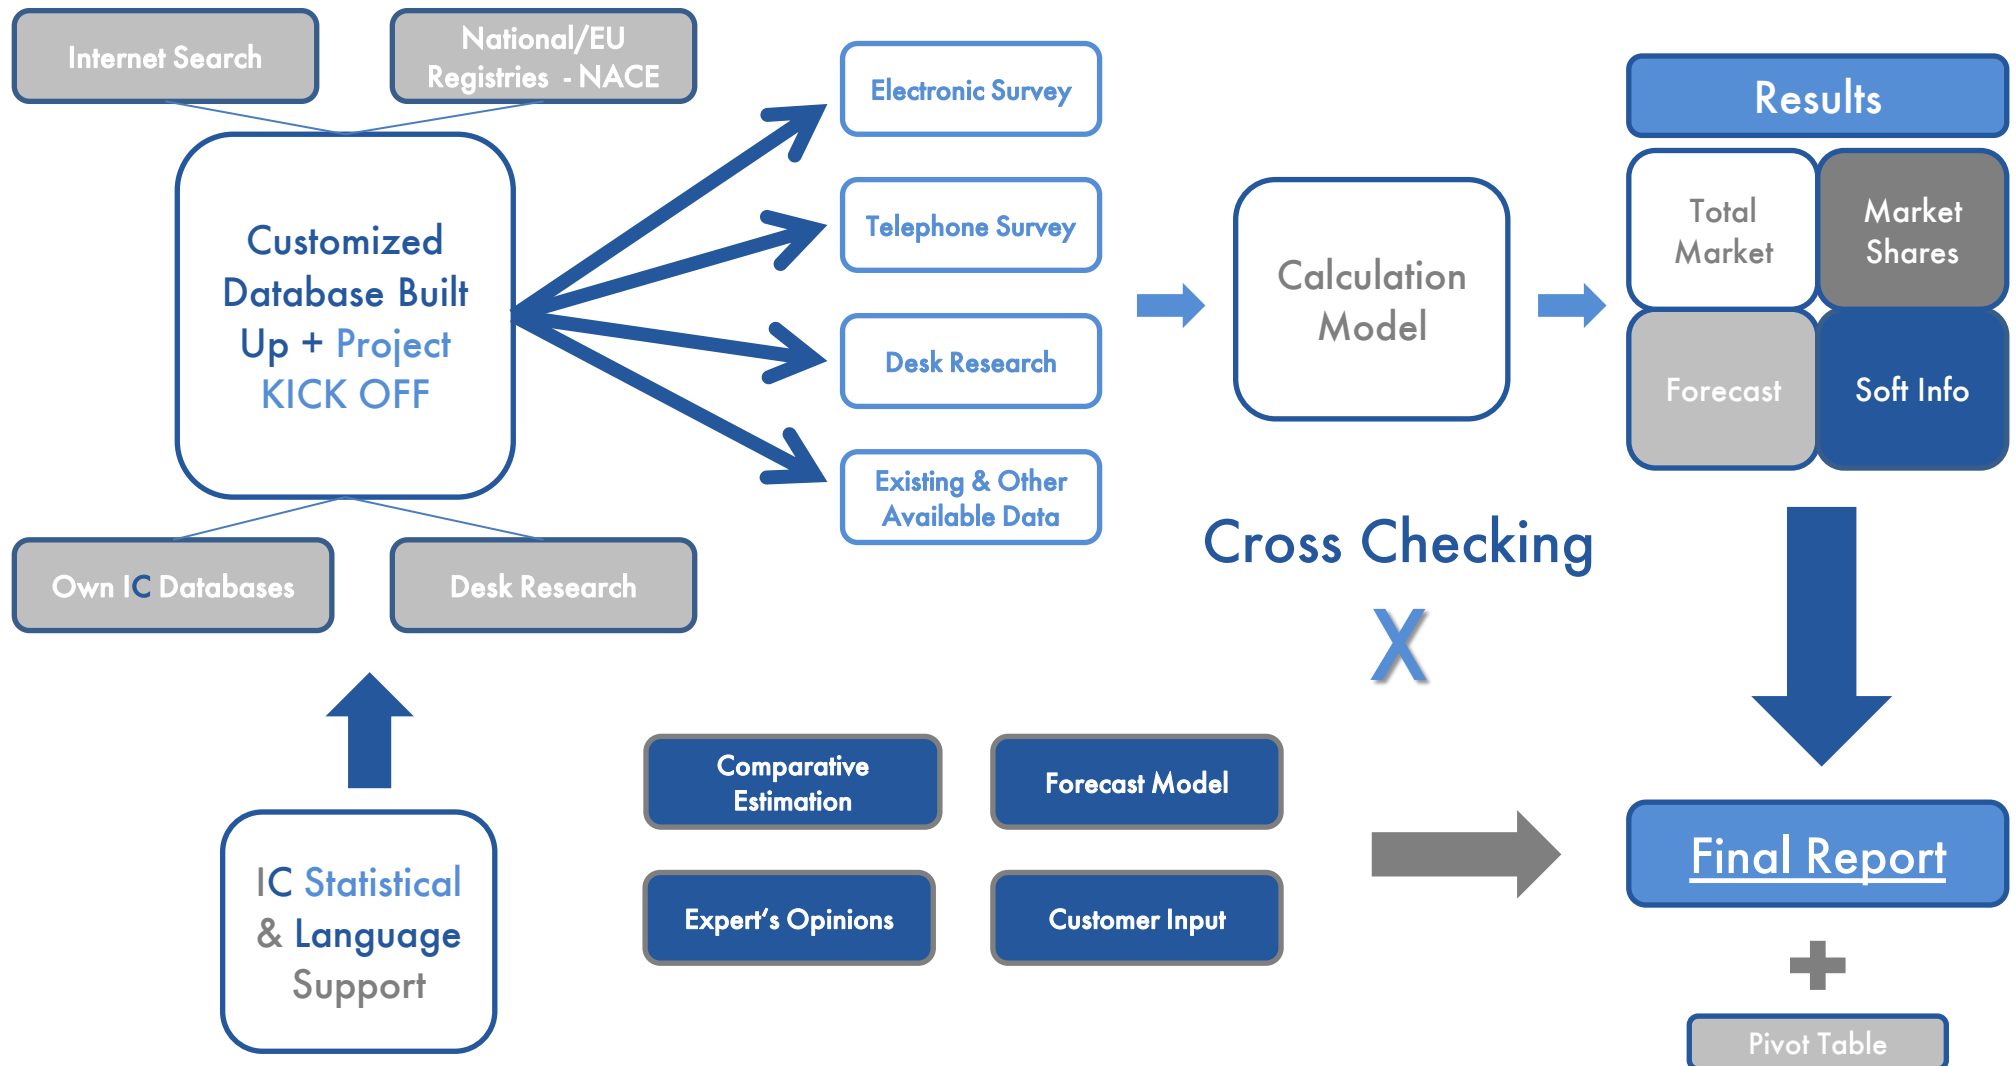 Internet Search
National/EU
Registries - NACE
Electronic Survey
Results
Customized
Database Built
Up + Project
KICK OFF
Telephone Survey
Calculation
Model
Total
Market
Market
Shares
Desk Research
Forecast
Soft Info
Existing & Other
Available Data
Cross Checking
X
Own IC Databases
Desk Research
Comparative
Estimation
Forecast Model
IC Statistical
& Language
Support
Expert‘s Opinions
Customer Input
Final Report
Pivot Table